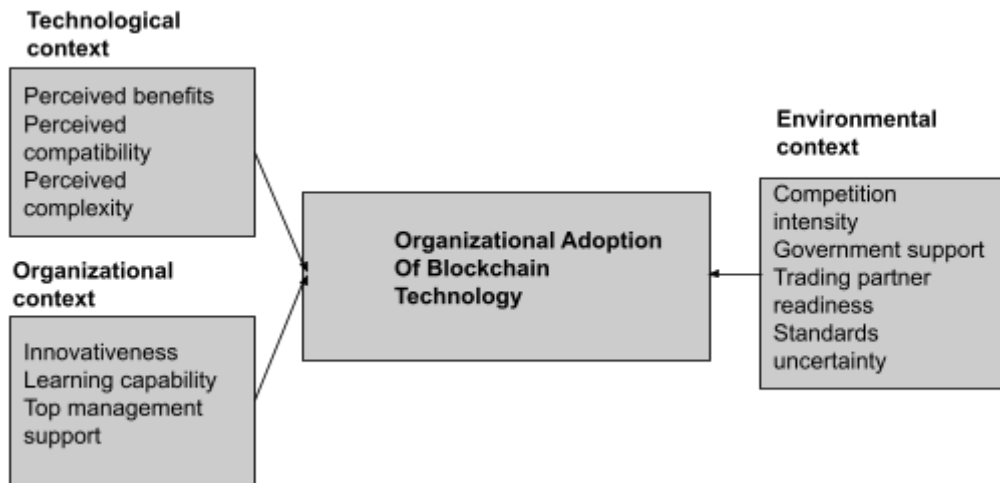 Technological
context
Perceived benefits
Perceived
compatibility
Perceived
complexity
Organizational
context
Innovativeness
Learning capability
Top management
support
Organizational Adoption
Of Blockchain
Technology
Environmental
context
Competition
intensity
Government support
Trading partner
readiness
Standards
uncertainty